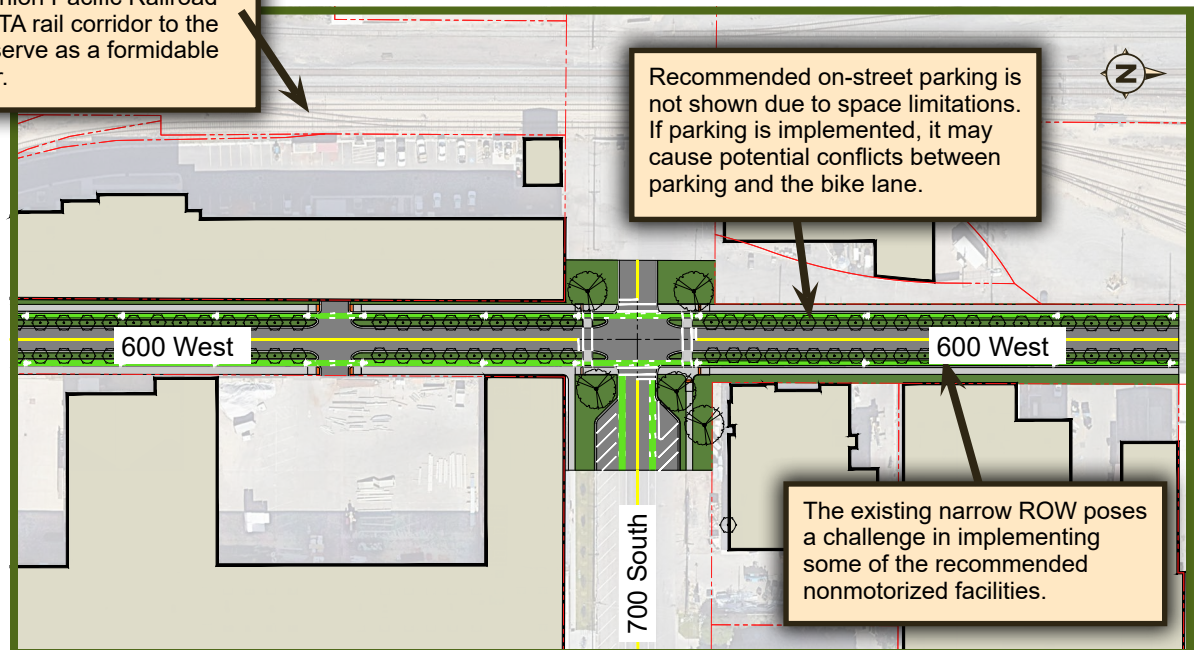 Pacific Railroad
TA rail corridor to the
serve as a formidable
Recommended on-street parking is
not shown due to space limitations.
If parking is implemented, it may
cause potential conflicts between
parking and the bike lane.
N
600 West
600 West
The existing narrow ROW poses
a challenge in implementing
some of the recommended
nonmotorized facilities.
700 South